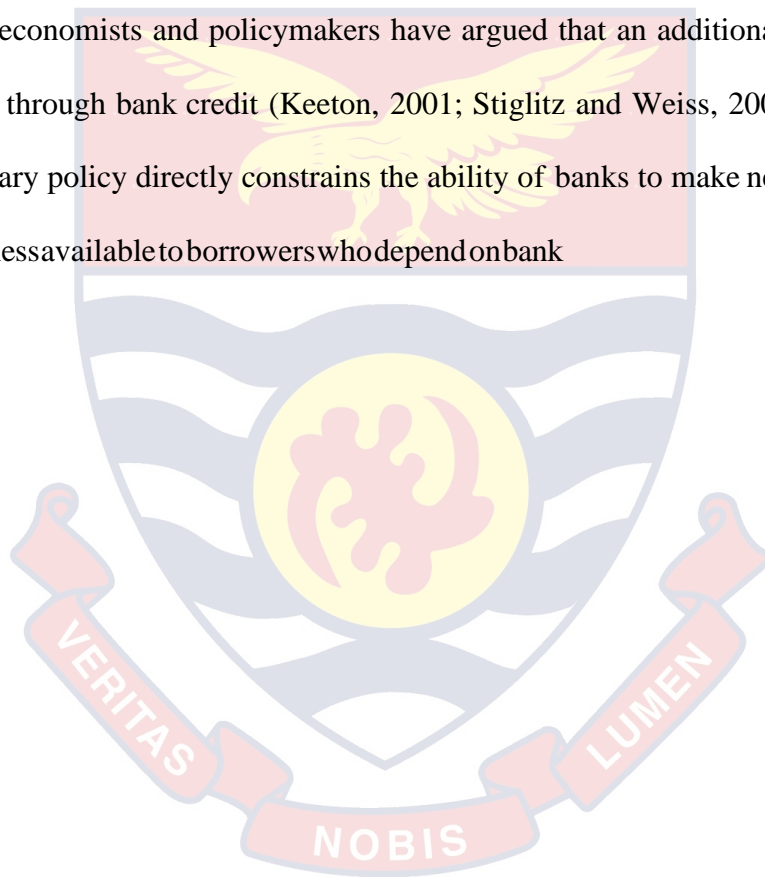 economists and policymakers have argued that an additiona
through bank credit (Keeton, 2001; Stiglitz and Weiss, 200
ary policy directly constrains the ability of banks to make n
essavailabletoborrowerswhodependonbank
VERITAS
NOBIS
LUMEN